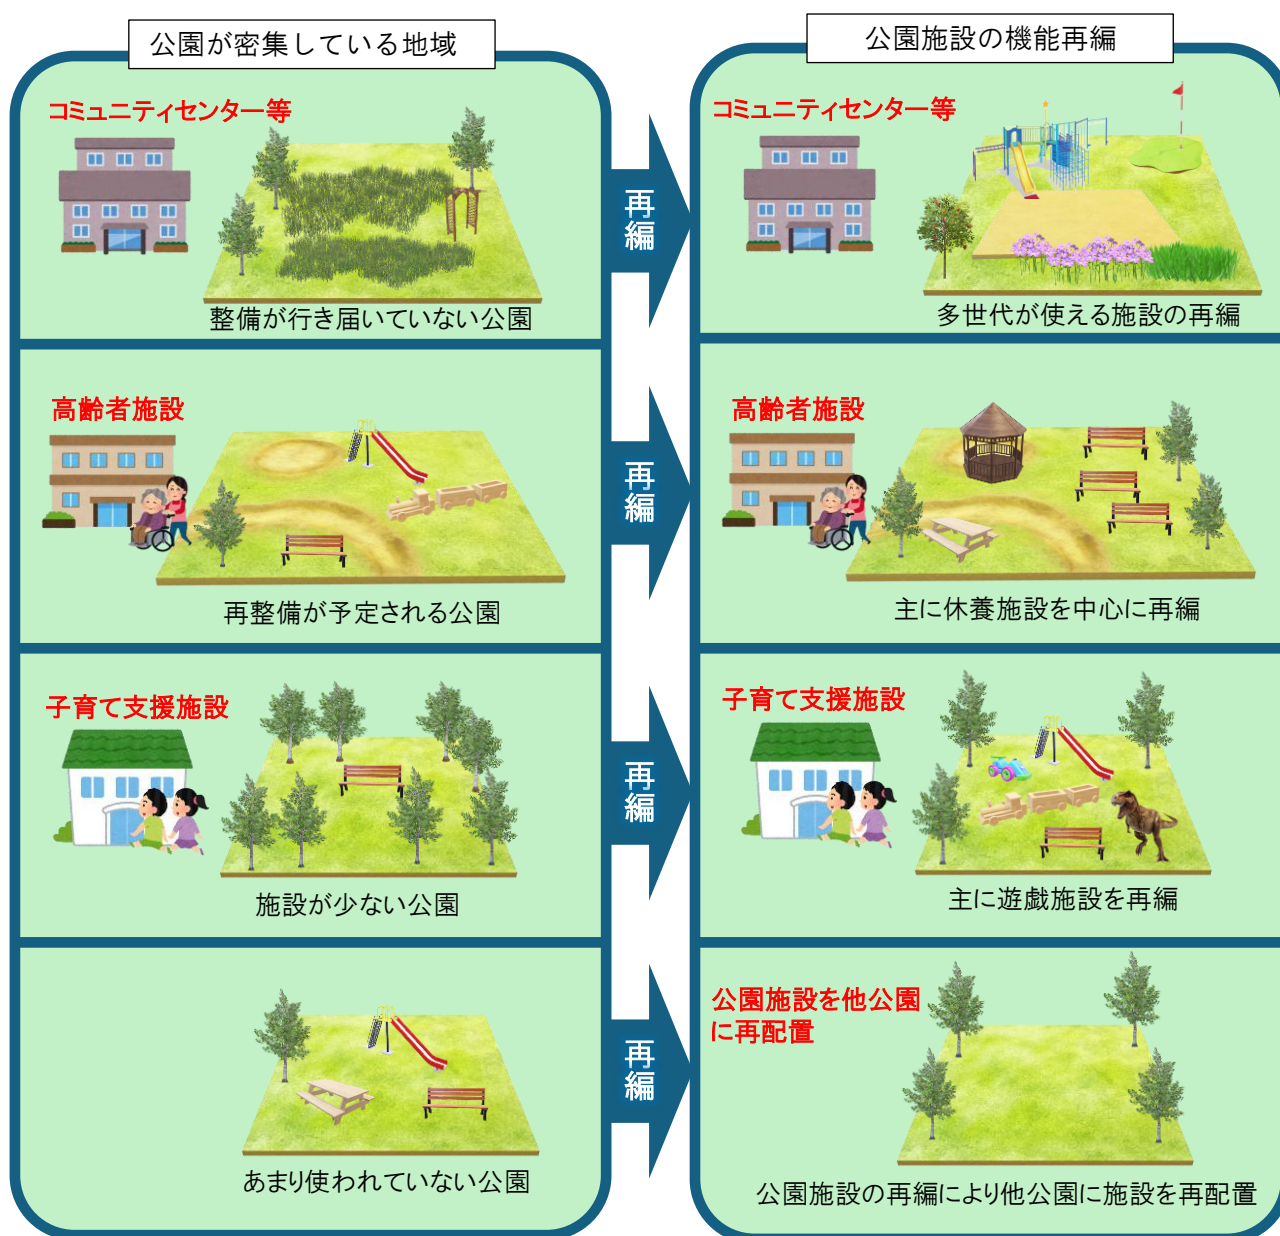 公園が密集している地域
公園施設の機能再編
コミュニティセンター等
整備が行き届いていない公園
再編
コミュニティセンター等
多世代が使える施設の再編
高齢者施設
再整備が予定される公園
再編
高齢者施設
主に休養施設を中心に再編
子育て支援施設
施設が少ない公園
再編
子育て支援施設
主に遊戯施設を再編
あまり使われていない公園
再編
公園施設を他公園
に再配置
公園施設の再編により他公園に施設を再配置